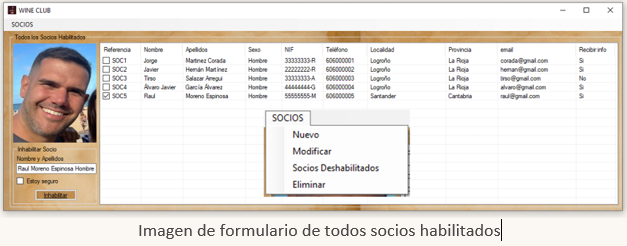 WINE CLUB
SOCIOS
Todos los Socios Habilitados
Referencia Nombre Apellidos Sexo NIF Teléfono Localidad Provincia email Recibir info
SOC1 Jorge Martinez Corada Hombre 33333333-R 606000001 Logroño La Rioja corada@gmail.com Si
SOC2 Javier Hernán Martinez Hombre 22222222-R 606000002 Logroño La Rioja hernan@gmail.com Si
SOC3 Tirso Salazar Arregui Hombre 33333333-A 606000003 Logroño La Rioja tirso@gmail.com No
SOC4 Álvaro Javier García Álvarez Hombre 44444444-G 606000004 Logroño La Rioja alvaro@gmail.com Si
SOC5 Raul Moreno Espinosa Hombre 55555555-M 606000005 Santander Cantabria raul@gmail.com Si
Inhabilitar Socio
Nombre y Apellidos
Raul Moreno Espinosa Hombre
Estoy seguro
Inhabilitar
SOCIOS
Nuevo
Modificar
Socios Deshabilitados
Eliminar
Imagen de formulario de todos socios habilitados